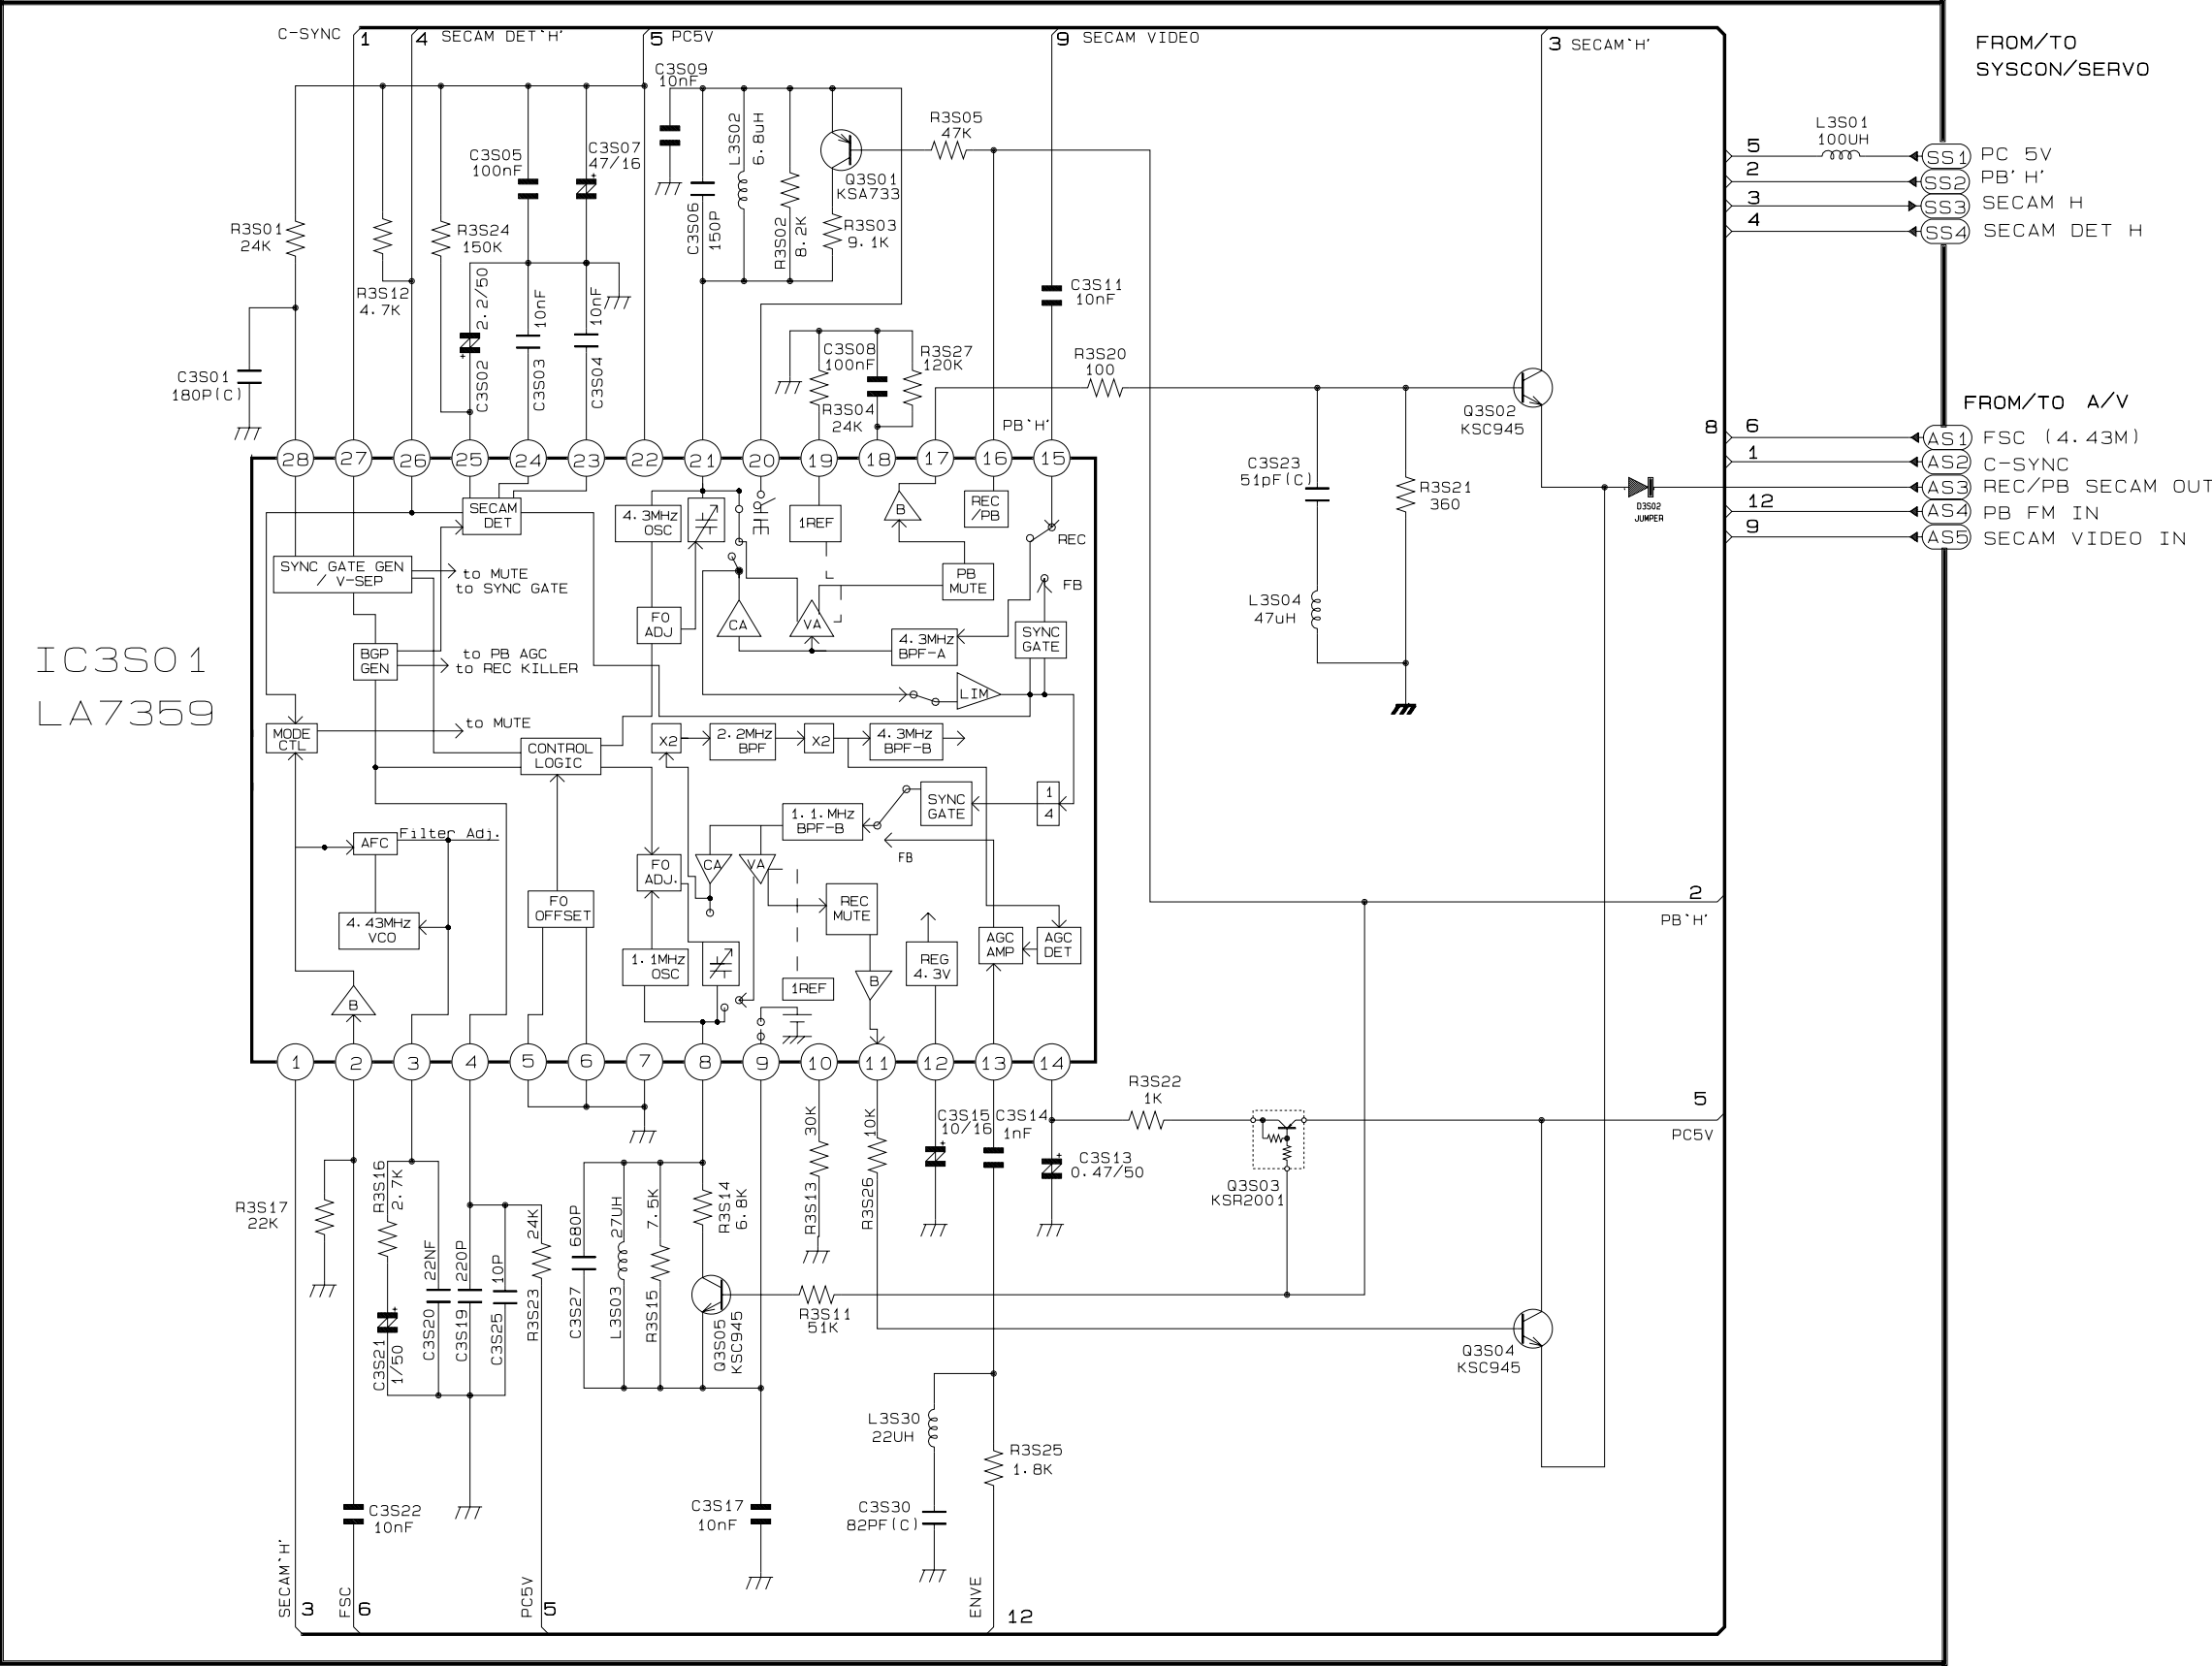 C-SYNC 1
4 SECAM DET`H'
5 PC5V
9 SECAM VIDEO
3 SECAM`H'
FROM/TO
SYSCON/SERVO
C3S09
10nF
L3S02
6.8uH
R3S05
47K
C3S05
100nF
C3S07
47/16
Q3S01
KSA733
L3S01
100UH
5
SS1 PC 5V
2
SS2 PB'H'
3
SS3 SECAM H
4
SS4 SECAM DET H
R3S01
24K
R3S24
150K
C3S06
150P
R3S02
8.2K
R3S03
9.1K
R3S12
4.7K
2.2/50
C3S02
10nF
C3S03
10nF
C3S04
C3S11
10nF
C3S01
180P(C)
C3S08
100nF
R3S27
120K
R3S04
24K
R3S20
100
PB`H'
Q3S02
KSC945
FROM/TO A/V
8
6
AS1 FSC (4.43M)
1
AS2 C-SYNC
AS3 REC/PB SECAM OUT
12
AS4 PB FM IN
9
AS5 SECAM VIDEO IN
28 27 26 25 24 23 22 21 20 19 18 17 16 15
C3S23
51pF(C)
R3S21
360
D3S02
JUMPER
L3S04
47uH
SECAM
DET
4.3MHz
OSC
1REF
B
REC
/PB
REC
SYNC GATE GEN
/ V-SEP
to MUTE
to SYNC GATE
PB
MUTE
FB
FO
ADJ
CA
VA
4.3MHz
BPF-A
SYNC
GATE
IC3S01
LA7359
BGP
GEN
to PB AGC
to REC KILLER
LIM
MODE
CTL
to MUTE
CONTROL
LOGIC
X2
2.2MHz
BPF
X2
4.3MHz
BPF-B
1.1.MHz
BPF-B
SYNC
GATE
1
4
AFC
Filter Adj.
FB
FO
ADJ.
CA
VA
FO
OFFSET
REC
MUTE
4.43MHz
VCO
1.1MHz
OSC
REG
4.3V
AGC
AMP
AGC
DET
1REF
B
B
2
PB`H'
1 2 3 4 5 6 7 8 9 10 11 12 13 14
R3S22
1K
5
PC5V
30K
R3S13
10K
R3S26
C3S15
10/16
C3S14
1nF
C3S13
0.47/50
Q3S03
KSR2001
R3S17
22K
R3S16
2.7K
C3S21
1/50
22NF
C3S20
220P
C3S19
10P
C3S25
24K
R3S23
680P
C3S27
27UH
L3S03
7.5K
R3S15
R3S14
6.8K
Q3S05
KSC945
R3S11
51K
Q3S04
KSC945
L3S30
22UH
R3S25
1.8K
C3S22
10nF
C3S17
10nF
C3S30
82PF(C)
SECAM`H'
3
FSC
6
PC5V
5
ENVE
12